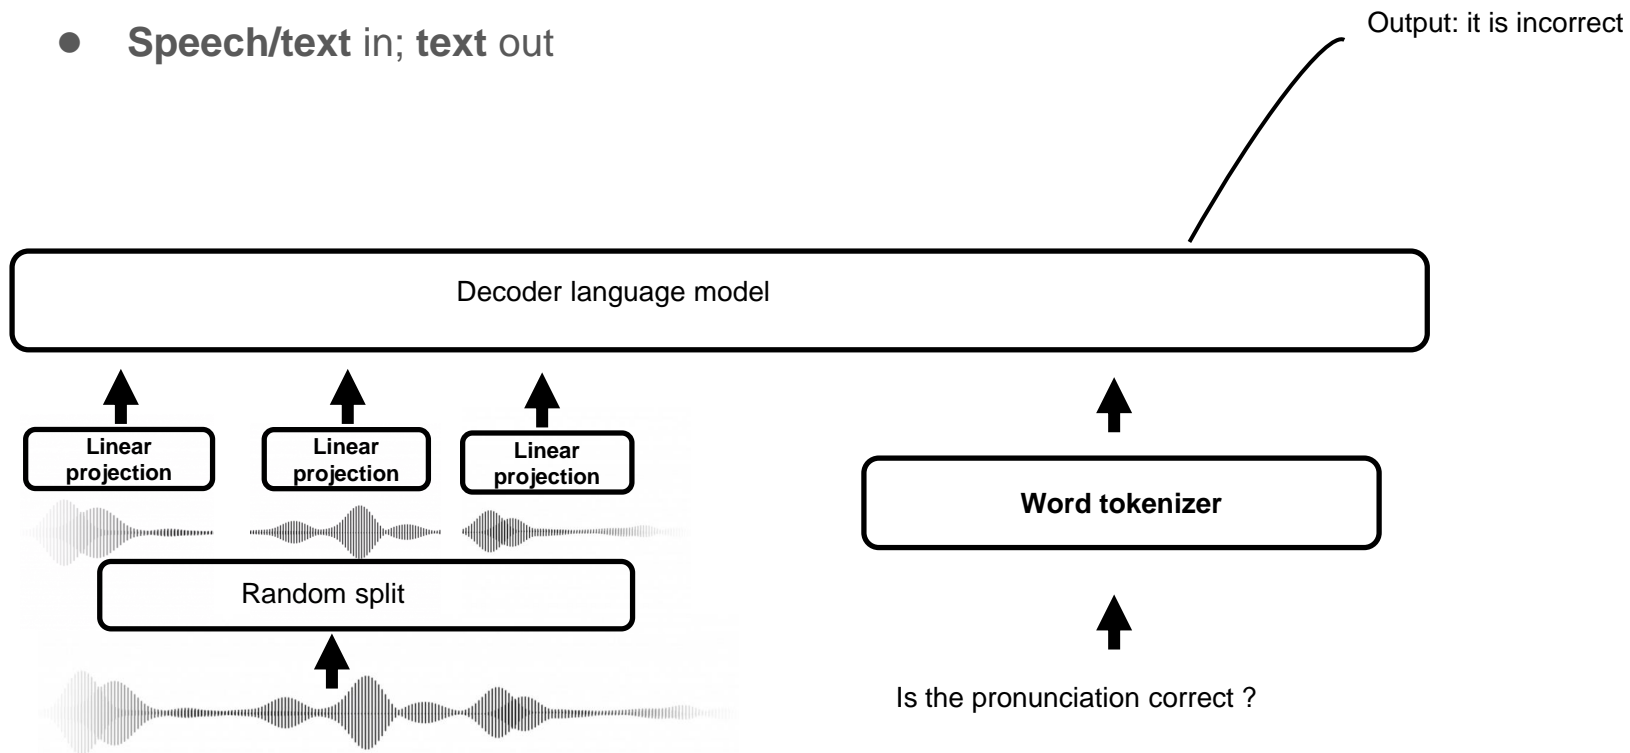 ● Speech/text in; text out
Output: it is incorrect
Decoder language model
Linear
projection
Linear
projection
Linear
projection
Word tokenizer
Random split
Is the pronunciation correct ?